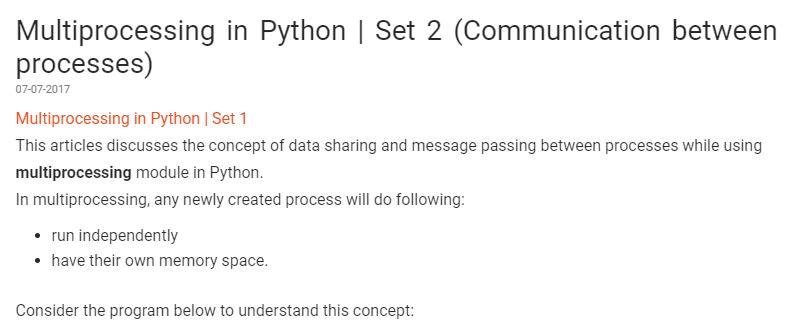 Multiprocessing in Python | Set 2 (Communication between
processes)
07-07-2017
Multiprocessing in Python | Set 1
This articles discusses the concept of data sharing and message passing between processes while using
multiprocessing module in Python.
In multiprocessing, any newly created process will do following:
• run independently
• have their own memory space.
Consider the program below to understand this concept: